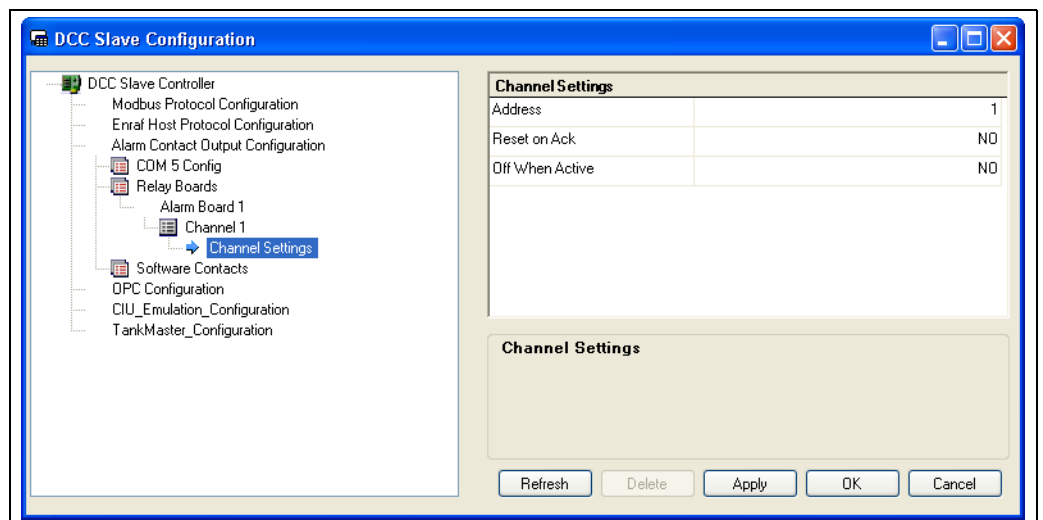 DCC Slave Configuration
DCC Slave Controller
Modbus Protocol Configuration
Enraf Host Protocol Configuration
Alarm Contact Output Configuration
COM 5 Config
Relay Boards
Alarm Board 1
Channel 1
Channel Settings
Software Contacts
OPC Configuration
CIU_Emulation_Configuration
TankMaster_Configuration
Channel Settings
Address 1
Reset on Ack NO
Off When Active NO
Channel Settings
Refresh Delete Apply OK Cancel